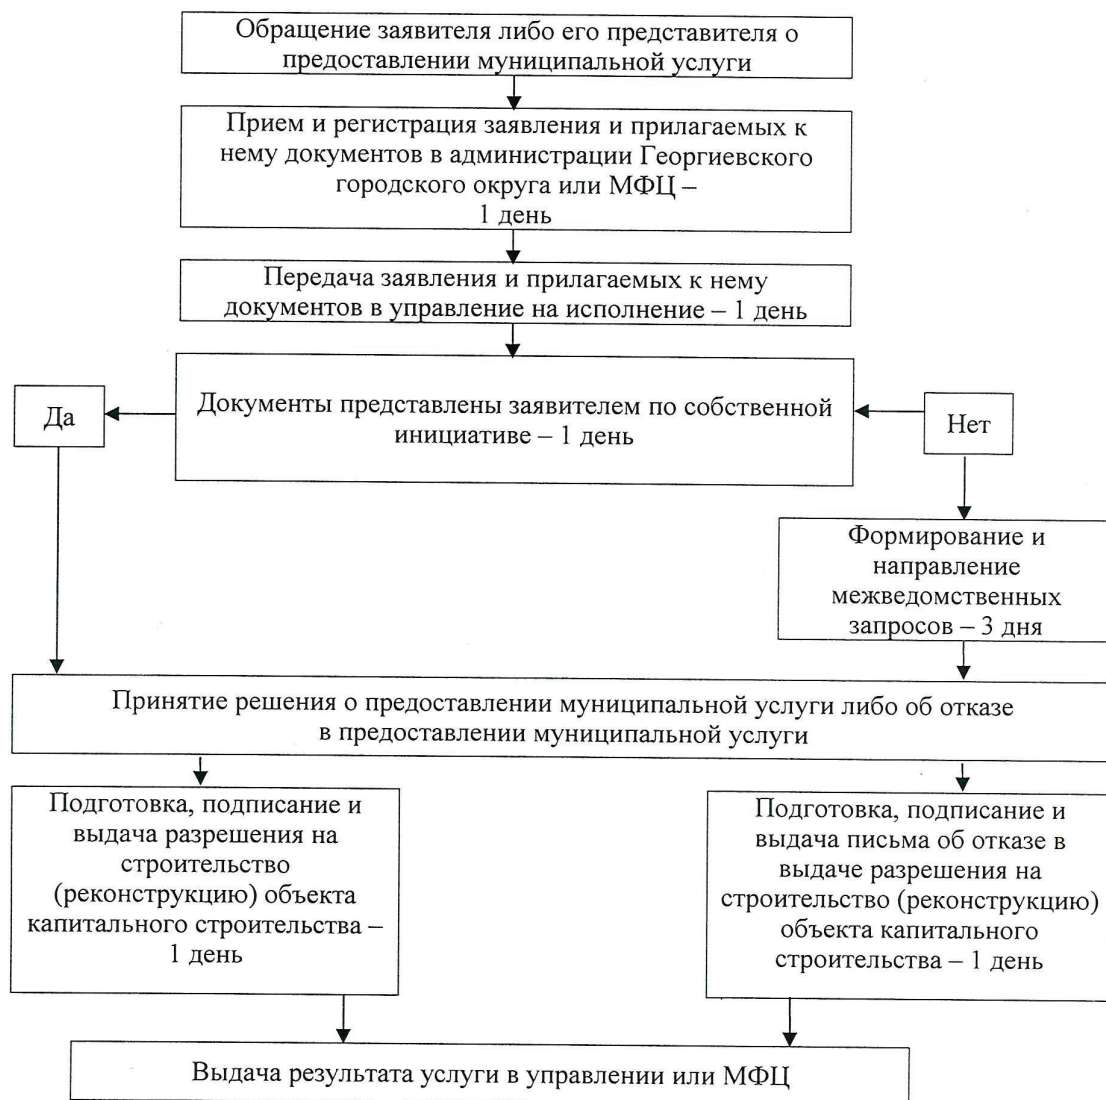 Обращение заявителя либо его представителя о
предоставлении муниципальной услуги
Прием и регистрация заявления и прилагаемых к
нему документов в администрации Георгиевского
городского округа или МФЦ –
1 день
Передача заявления и прилагаемых к нему
документов в управление на исполнение – 1 день
Да
Документы представлены заявителем по собственной
инициативе – 1 день
Нет
Формирование и
направление
межведомственных
запросов – 3 дня
Принятие решения о предоставлении муниципальной услуги либо об отказе
в предоставлении муниципальной услуги
Подготовка, подписание и
выдача разрешения на
строительство
(реконструкцию) объекта
капитального строительства –
1 день
Подготовка, подписание и
выдача письма об отказе в
выдаче разрешения на
строительство (реконструкцию)
объекта капитального
строительства – 1 день
Выдача результата услуги в управлении или МФЦ